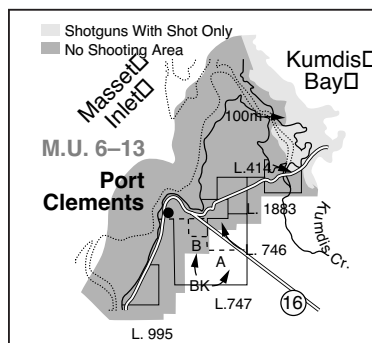 Shotguns With Shot Only
No Shooting Area
Kumdis
Bay
Masset
Inlet
100m
M.U. 6–13
L.414
Port
Clements
L. 1883
Kumdis Cr.
B
L. 746
A
BK
L.747
16
L. 995